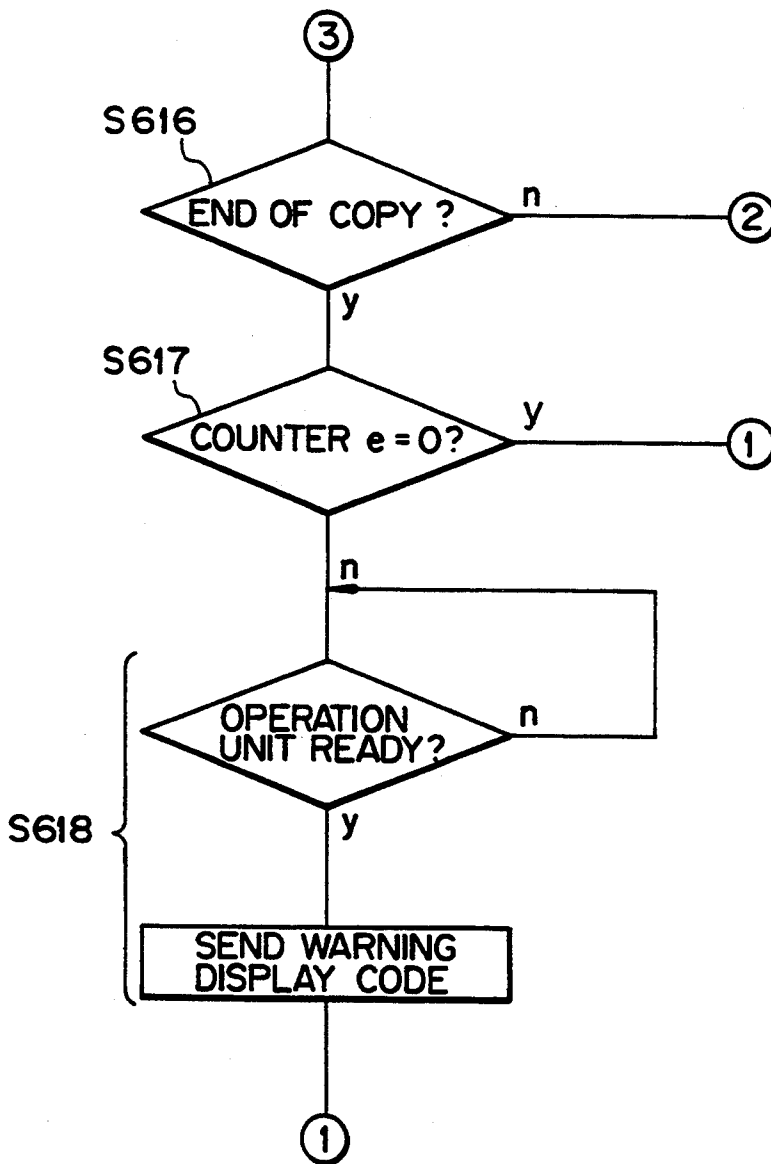 3
S616
END OF COPY ?
n
2
y
S617
COUNTER e = 0?
y
1
n
OPERATION
UNIT READY?
n
S618
y
SEND WARNING
DISPLAY CODE
1